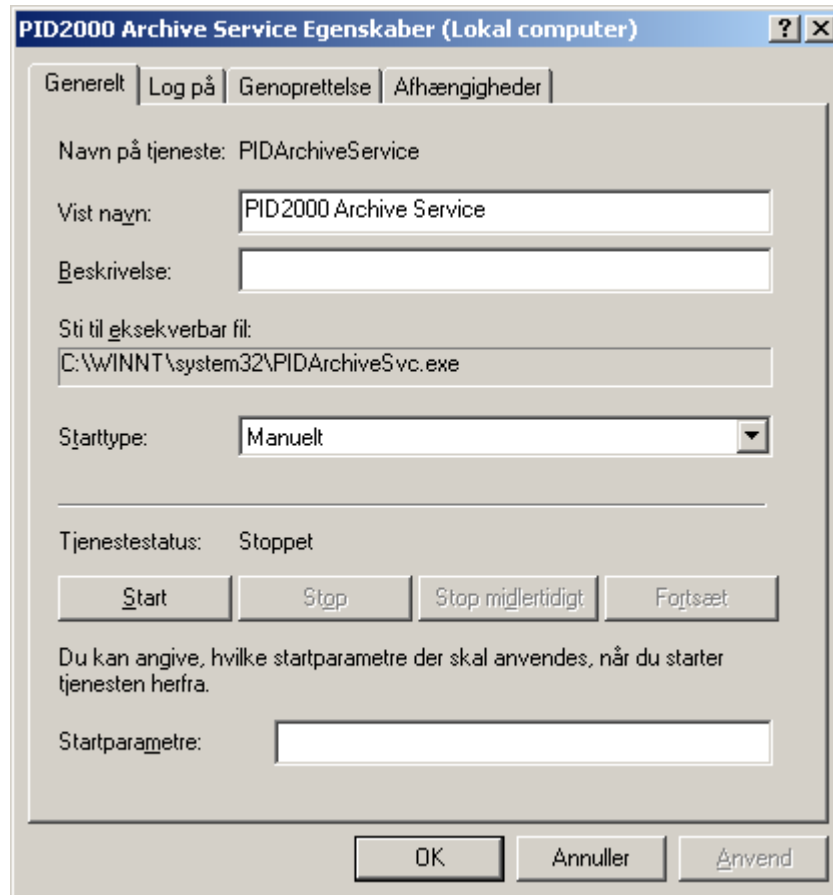 PID2000 Archive Service Egenskaber (Lokal computer)
Generelt Log på Genoprettelse Afhængigheder
Navn på tjeneste: PIDArchiveService
Vist navn: PID2000 Archive Service
Beskrivelse:
Sti til eksekverbar fil:
C:\WINNT\system32\PIDArchiveSvc.exe
Starttype: Manuelt
Tjenestestatus: Stoppet
Start Stop Stop midlertidigt Fortsæt
Du kan angive, hvilke startparametre der skal anvendes, når du starter
tjenesten herfra.
Startparametre:
OK Annuller Anvend